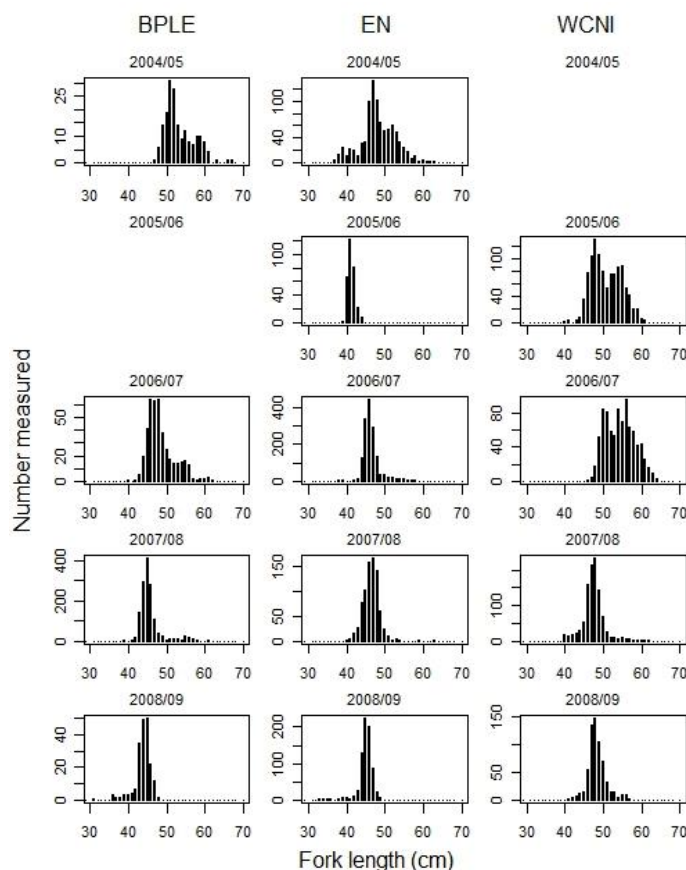 BPLE EN WCNI
2004/05 2004/05 2004/05
25 100
10 40
0 0
30 40 50 60 70 30 40 50 60 70
2005/06 2005/06 2005/06
100 100
40 40
0 0
30 40 50 60 70 30 40 50 60 70
2006/07 2006/07 2006/07
50 400 80
20 200 40
0 0 0
30 40 50 60 70 30 40 50 60 70 30 40 50 60 70
Number measured
2007/08 2007/08 2007/08
400 150
200 50 100
0 0 0
30 40 50 60 70 30 40 50 60 70 30 40 50 60 70
2008/09 2008/09 2008/09
40 200 150
20 100 50
0 0 0
30 40 50 60 70 30 40 50 60 70 30 40 50 60 70
Fork length (cm)